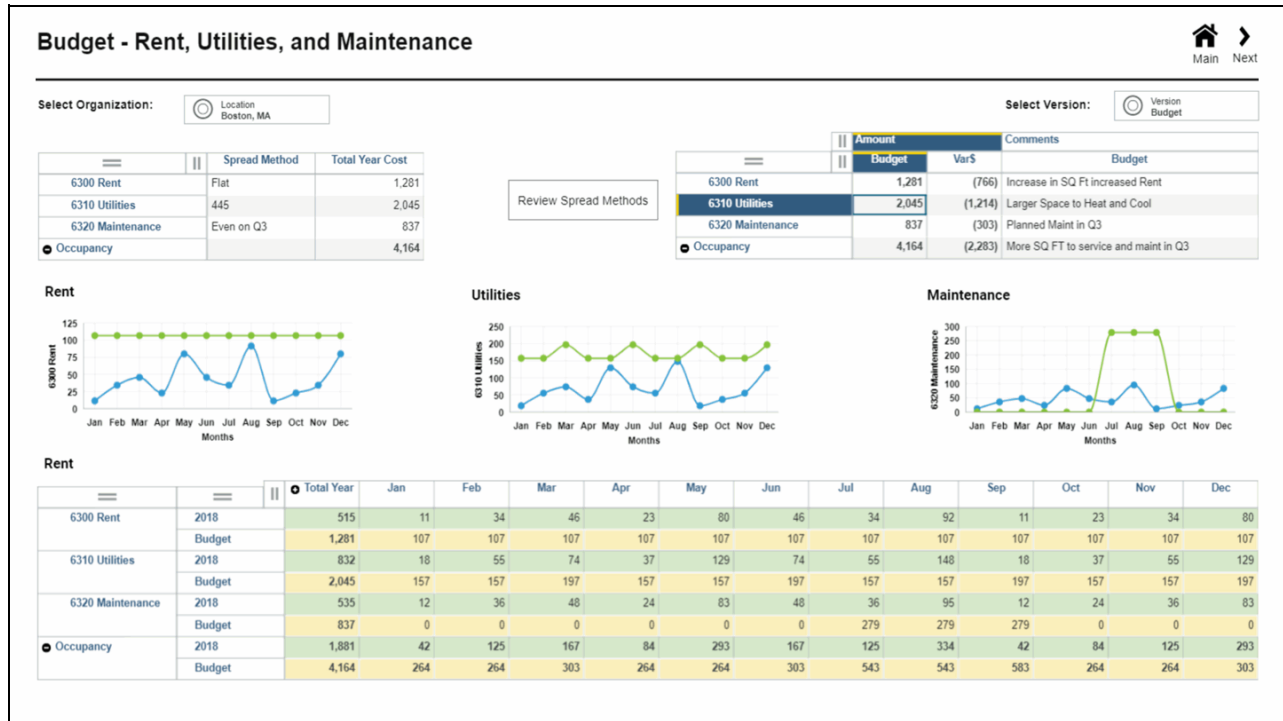 Budget - Rent, Utilities, and Maintenance
Main Next
Select Organization: Location Boston, MA
Select Version: Version Budget
Spread Method Total Year Cost
6300 Rent Flat 1,281
6310 Utilities 445 2,045
6320 Maintenance Even on Q3 837
Occupancy 4,164
Review Spread Methods
Amount Comments
Budget Var$ Budget
6300 Rent 1,281 (766) Increase in SQ Ft increased Rent
6310 Utilities 2,045 (1,214) Larger Space to Heat and Cool
6320 Maintenance 837 (303) Planned Maint in Q3
Occupancy 4,164 (2,283) More SQ FT to service and maint in Q3
Rent
125
100
75
50
25
0
6300 Rent
Jan Feb Mar Apr May Jun Jul Aug Sep Oct Nov Dec
Months
Utilities
250
200
150
100
50
0
6310 Utilities
Jan Feb Mar Apr May Jun Jul Aug Sep Oct Nov Dec
Months
Maintenance
300
250
200
150
100
50
0
6320 Maintenance
Jan Feb Mar Apr May Jun Jul Aug Sep Oct Nov Dec
Months
Rent
Total Year Jan Feb Mar Apr May Jun Jul Aug Sep Oct Nov Dec
6300 Rent 2018 515 11 34 46 23 80 46 34 92 11 23 34 80
Budget 1,281 107 107 107 107 107 107 107 107 107 107 107 107
6310 Utilities 2018 832 18 55 74 37 129 74 55 148 18 37 55 129
Budget 2,045 157 157 197 157 157 197 157 157 197 157 157 197
6320 Maintenance 2018 535 12 36 48 24 83 48 36 95 12 24 36 83
Budget 837 0 0 0 0 0 0 279 279 279 0 0 0
Occupancy 2018 1,881 42 125 167 84 293 167 125 334 42 84 125 293
Budget 4,164 264 264 303 264 264 303 543 543 583 264 264 303